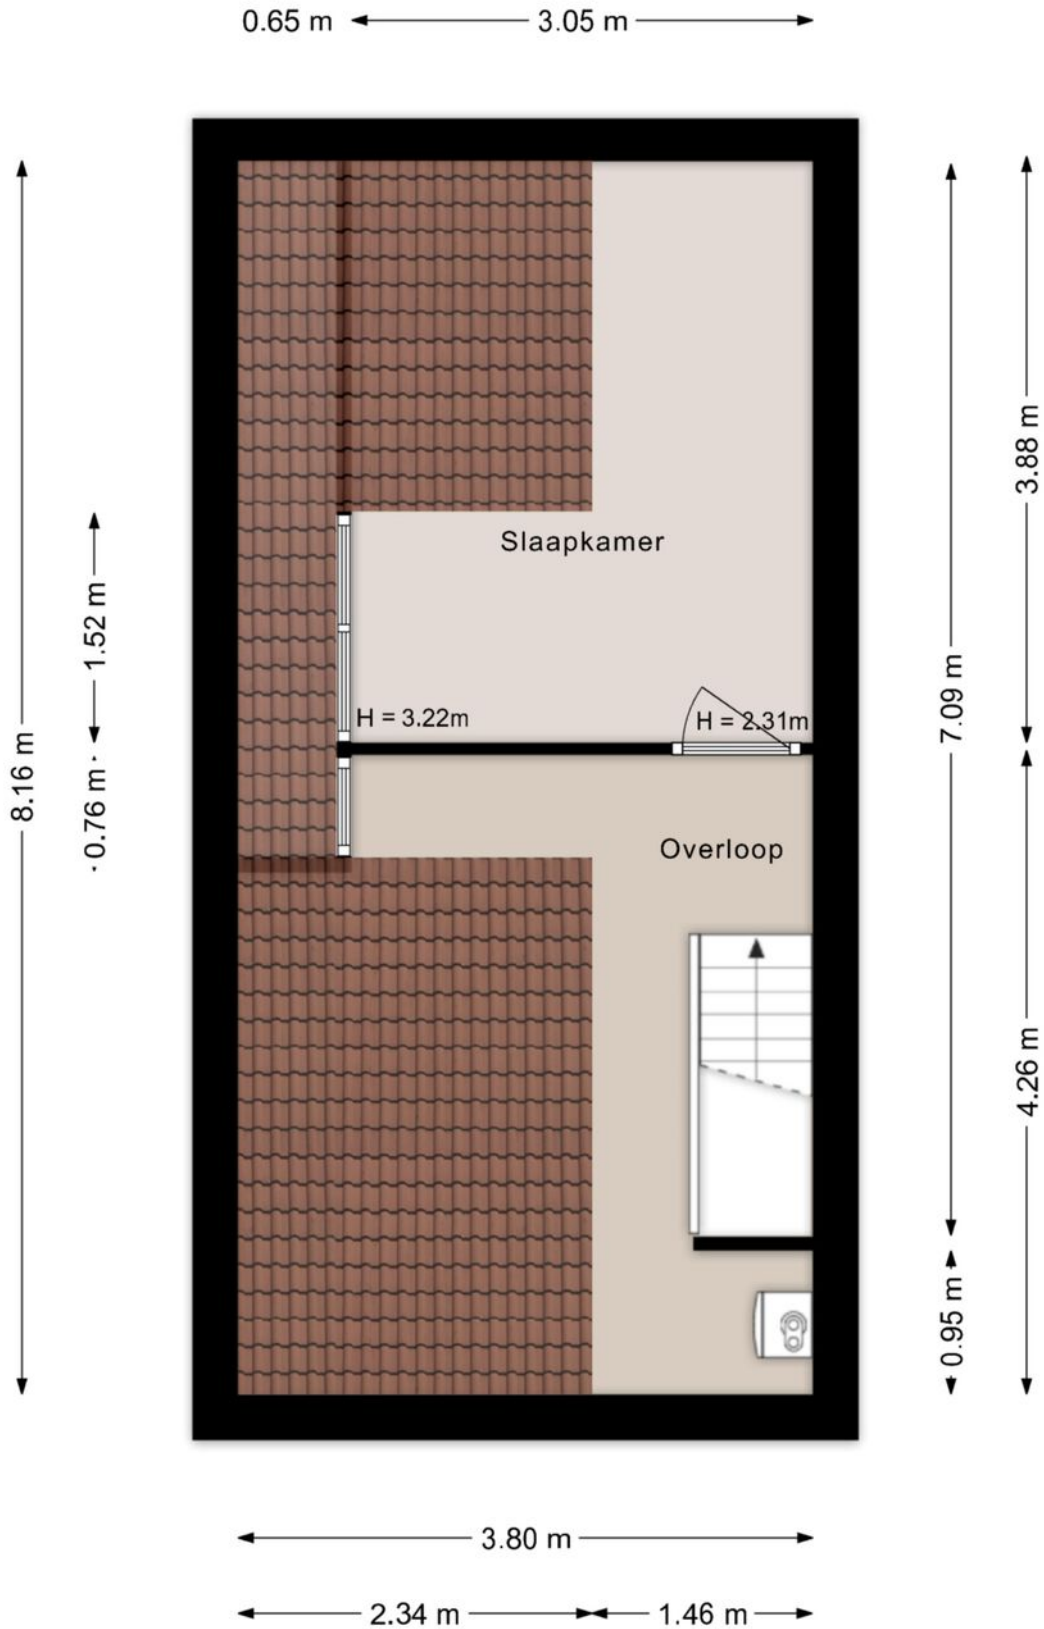 0.65 m
3.05 m
3.88 m
Slaapkamer
1.52 m
7.09 m
H = 3.22m
H = 2.31m
8.16 m
0.76 m
Overloop
4.26 m
0.95 m
3.80 m
2.34 m
1.46 m